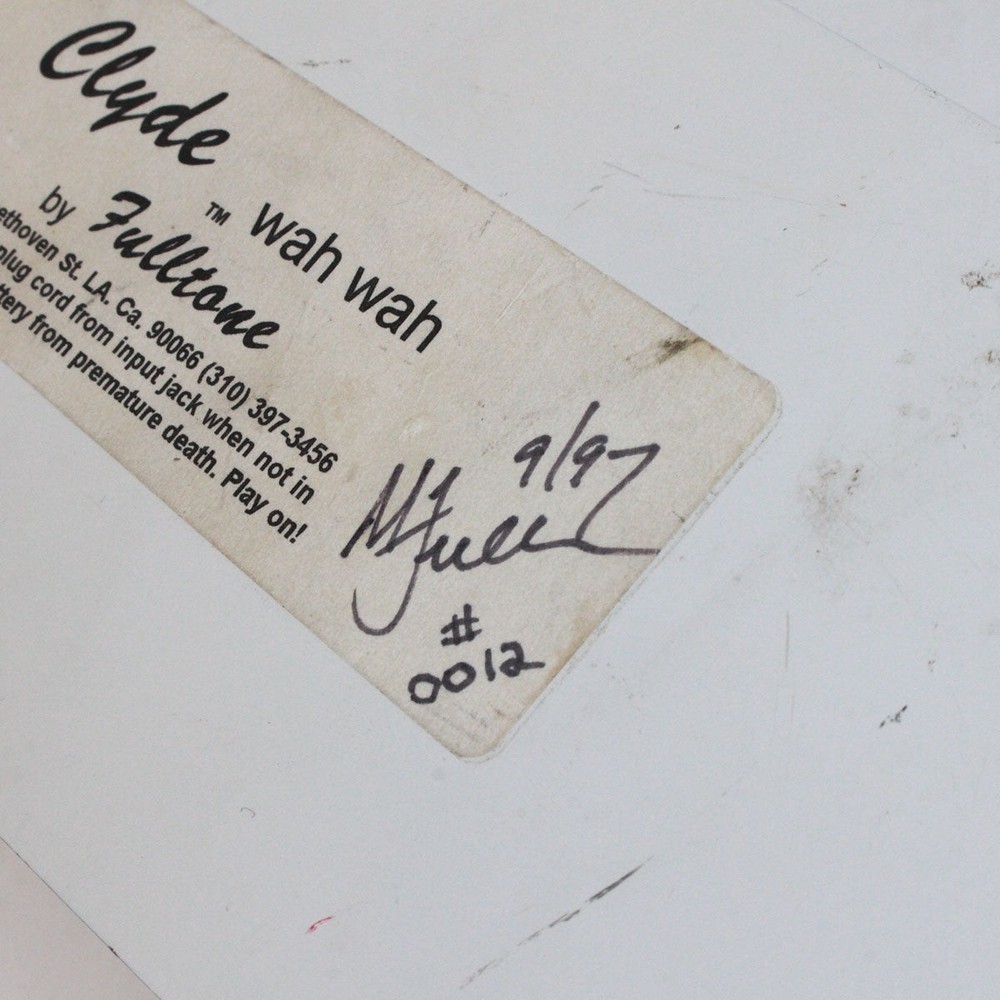 Clyde
™ wah wah
by Fulltone
ethoven St. LA. Ca. 90066 (310) 397-3456
plug cord from input jack when not in
ttery from premature death. Play on!
9/97
M Fuller
#
0012